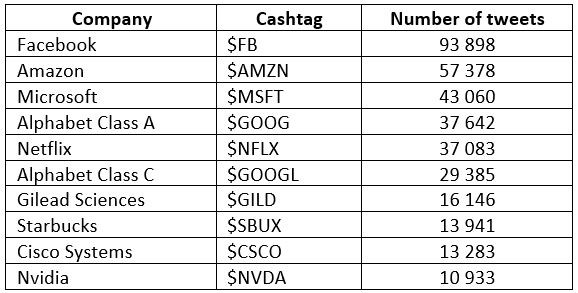 Company Cashtag Number of tweets
Facebook $FB 93 898
Amazon $AMZN 57 378
Microsoft $MSFT 43 060
Alphabet Class A $GOOG 37 642
Netflix $NFLX 37 083
Alphabet Class C $GOOGL 29 385
Gilead Sciences $GILD 16 146
Starbucks $SBUX 13 941
Cisco Systems $CSCO 13 283
Nvidia $NVDA 10 933